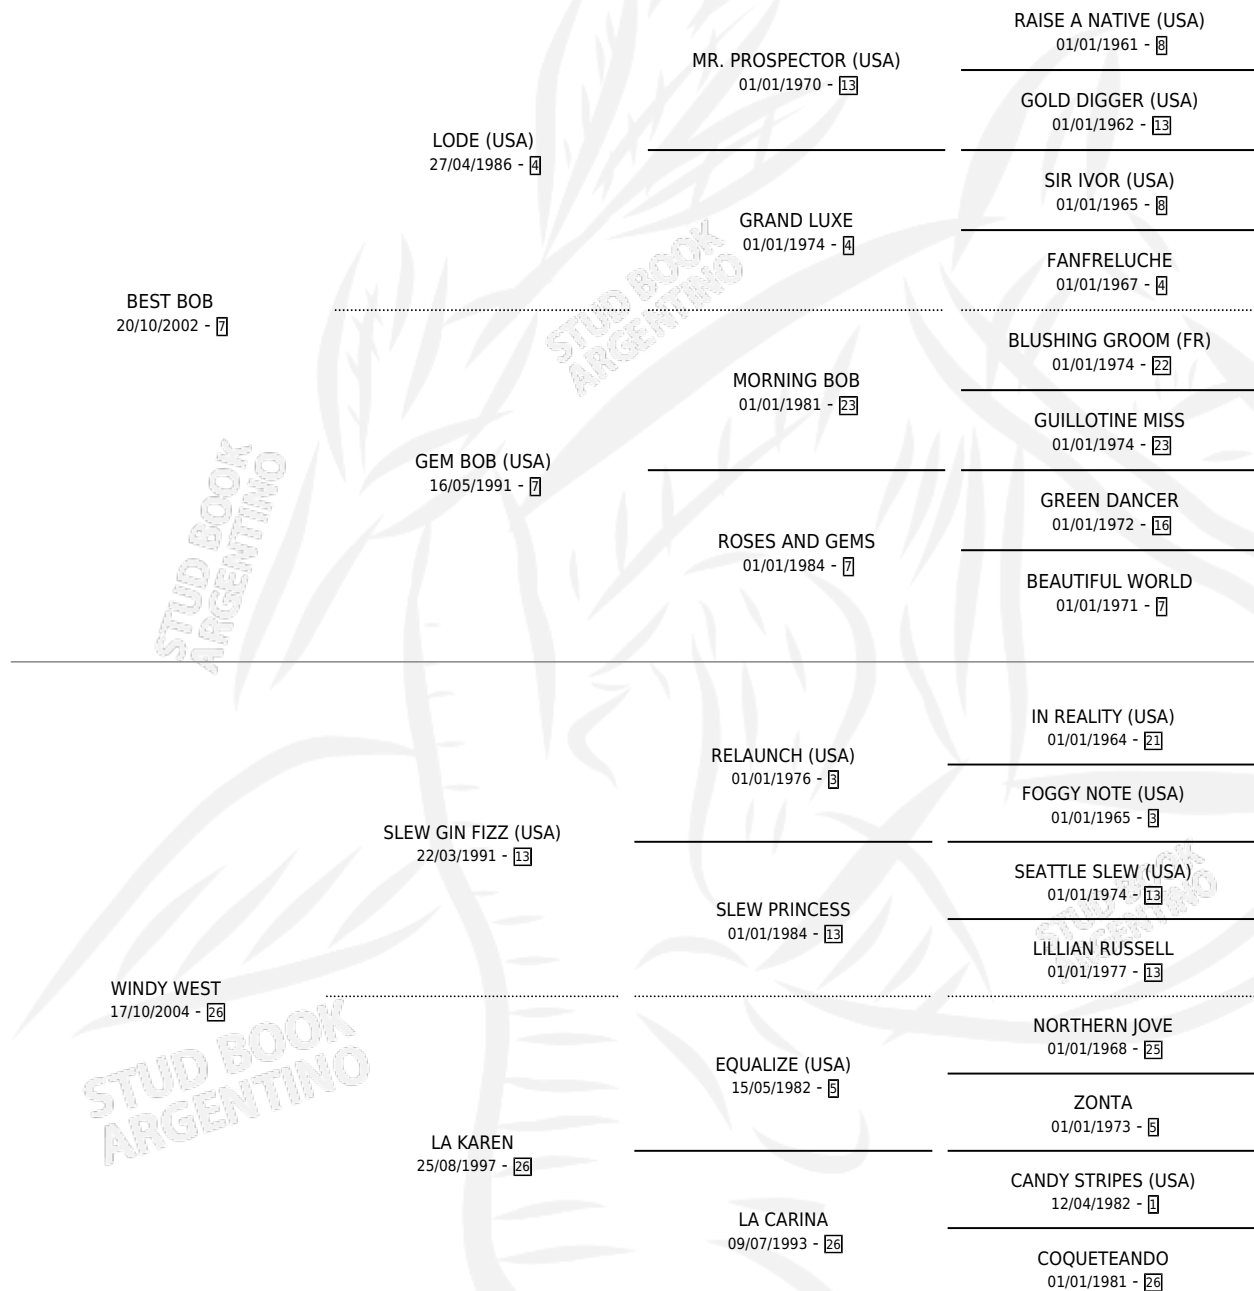 RAISE A NATIVE (USA)
01/01/1961 - 8
MR. PROSPECTOR (USA)
01/01/1970 - 13
GOLD DIGGER (USA)
01/01/1962 - 13
LODE (USA)
27/04/1986 - 4
SIR IVOR (USA)
01/01/1965 - 8
GRAND LUXE
01/01/1974 - 4
FANFRELUCHE
01/01/1967 - 4
BEST BOB
20/10/2002 - 7
STUD BOOK
ARGENTINO
BLUSHING GROOM (FR)
01/01/1974 - 22
MORNING BOB
01/01/1981 - 23
GUILLOTINE MISS
01/01/1974 - 23
GEM BOB (USA)
16/05/1991 - 7
GREEN DANCER
01/01/1972 - 16
ROSES AND GEMS
01/01/1984 - 7
BEAUTIFUL WORLD
01/01/1971 - 7
STUD BOOK
ARGENTINO
IN REALITY (USA)
01/01/1964 - 21
RELAUNCH (USA)
01/01/1976 - 3
FOGGY NOTE (USA)
01/01/1965 - 3
SLEW GIN FIZZ (USA)
22/03/1991 - 13
SEATTLE SLEW (USA)
01/01/1974 - 13
SLEW PRINCESS
01/01/1984 - 13
LILLIAN RUSSELL
01/01/1977 - 13
STUD BOOK
ARGENTINO
WINDY WEST
17/10/2004 - 26
NORTHERN JOVE
01/01/1968 - 25
EQUALIZE (USA)
15/05/1982 - 5
ZONTA
01/01/1973 - 5
STUD BOOK
ARGENTINO
LA KAREN
25/08/1997 - 26
CANDY STRIPES (USA)
12/04/1982 - 1
LA CARINA
09/07/1993 - 26
COQUETEANDO
01/01/1981 - 26